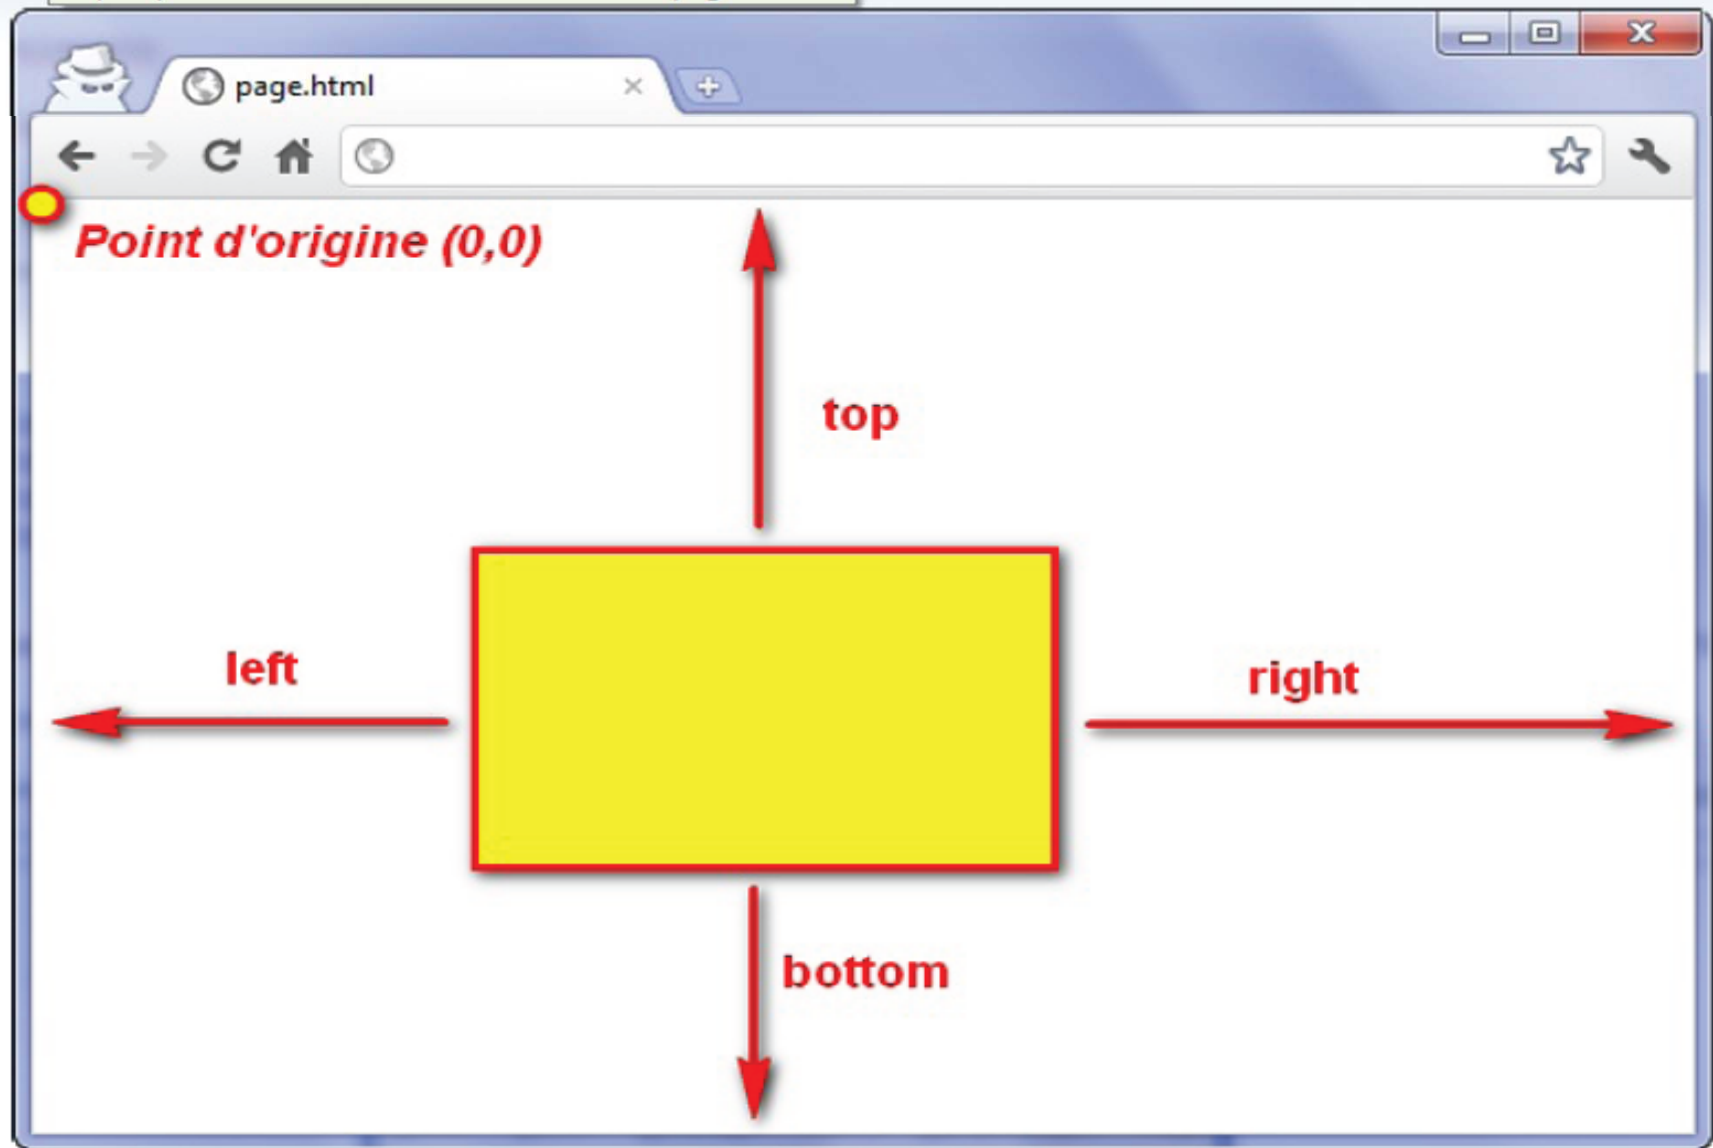 page.html
Point d'origine (0,0)
top
left
right
bottom